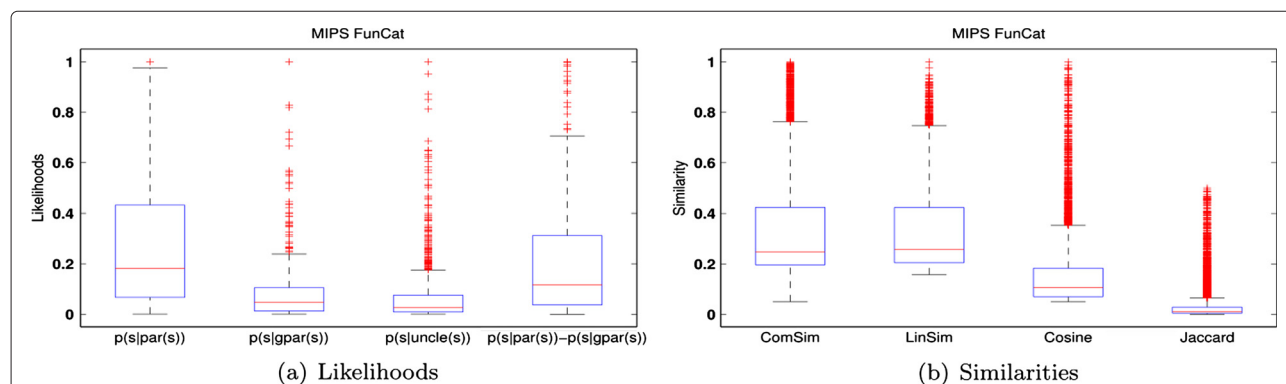 MIPS FunCat
Likelihoods
1
0.8
0.6
0.4
0.2
0
p(s|par(s))
p(s|gpar(s))
p(s|uncle(s))
p(s|par(s))−p(s|gpar(s))
(a) Likelihoods
MIPS FunCat
Similarity
1
0.8
0.6
0.4
0.2
0
ComSim
LinSim
Cosine
Jaccard
(b) Similarities